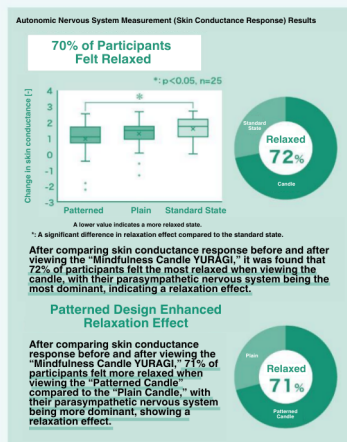 Autonomic Nervous System Measurement (Skin Conductance Response) Results
70% of Participants
Felt Relaxed
*: p<0.05, n=25
Change in skin conductance [-]
4
3
2
1
0
-1
-2
-3
*
Patterned Plain Standard State
A lower value indicates a more relaxed state.
*: A significant difference in relaxation effect compared to the standard state.
Standard
State
Relaxed
72%
Candle
After comparing skin conductance response before and after
viewing the “Mindfulness Candle YURAGI,” it was found that
72% of participants felt the most relaxed when viewing the
candle, with their parasympathetic nervous system being the
most dominant, indicating a relaxation effect.
Patterned Design Enhanced
Relaxation Effect
After comparing skin conductance
response before and after viewing the
“Mindfulness Candle YURAGI,” 71% of
participants felt more relaxed when
viewing the “Patterned Candle”
compared to the “Plain Candle,” with
their parasympathetic nervous system
being more dominant, showing a
relaxation effect.
Plain
Relaxed
71%
Patterned
Candle